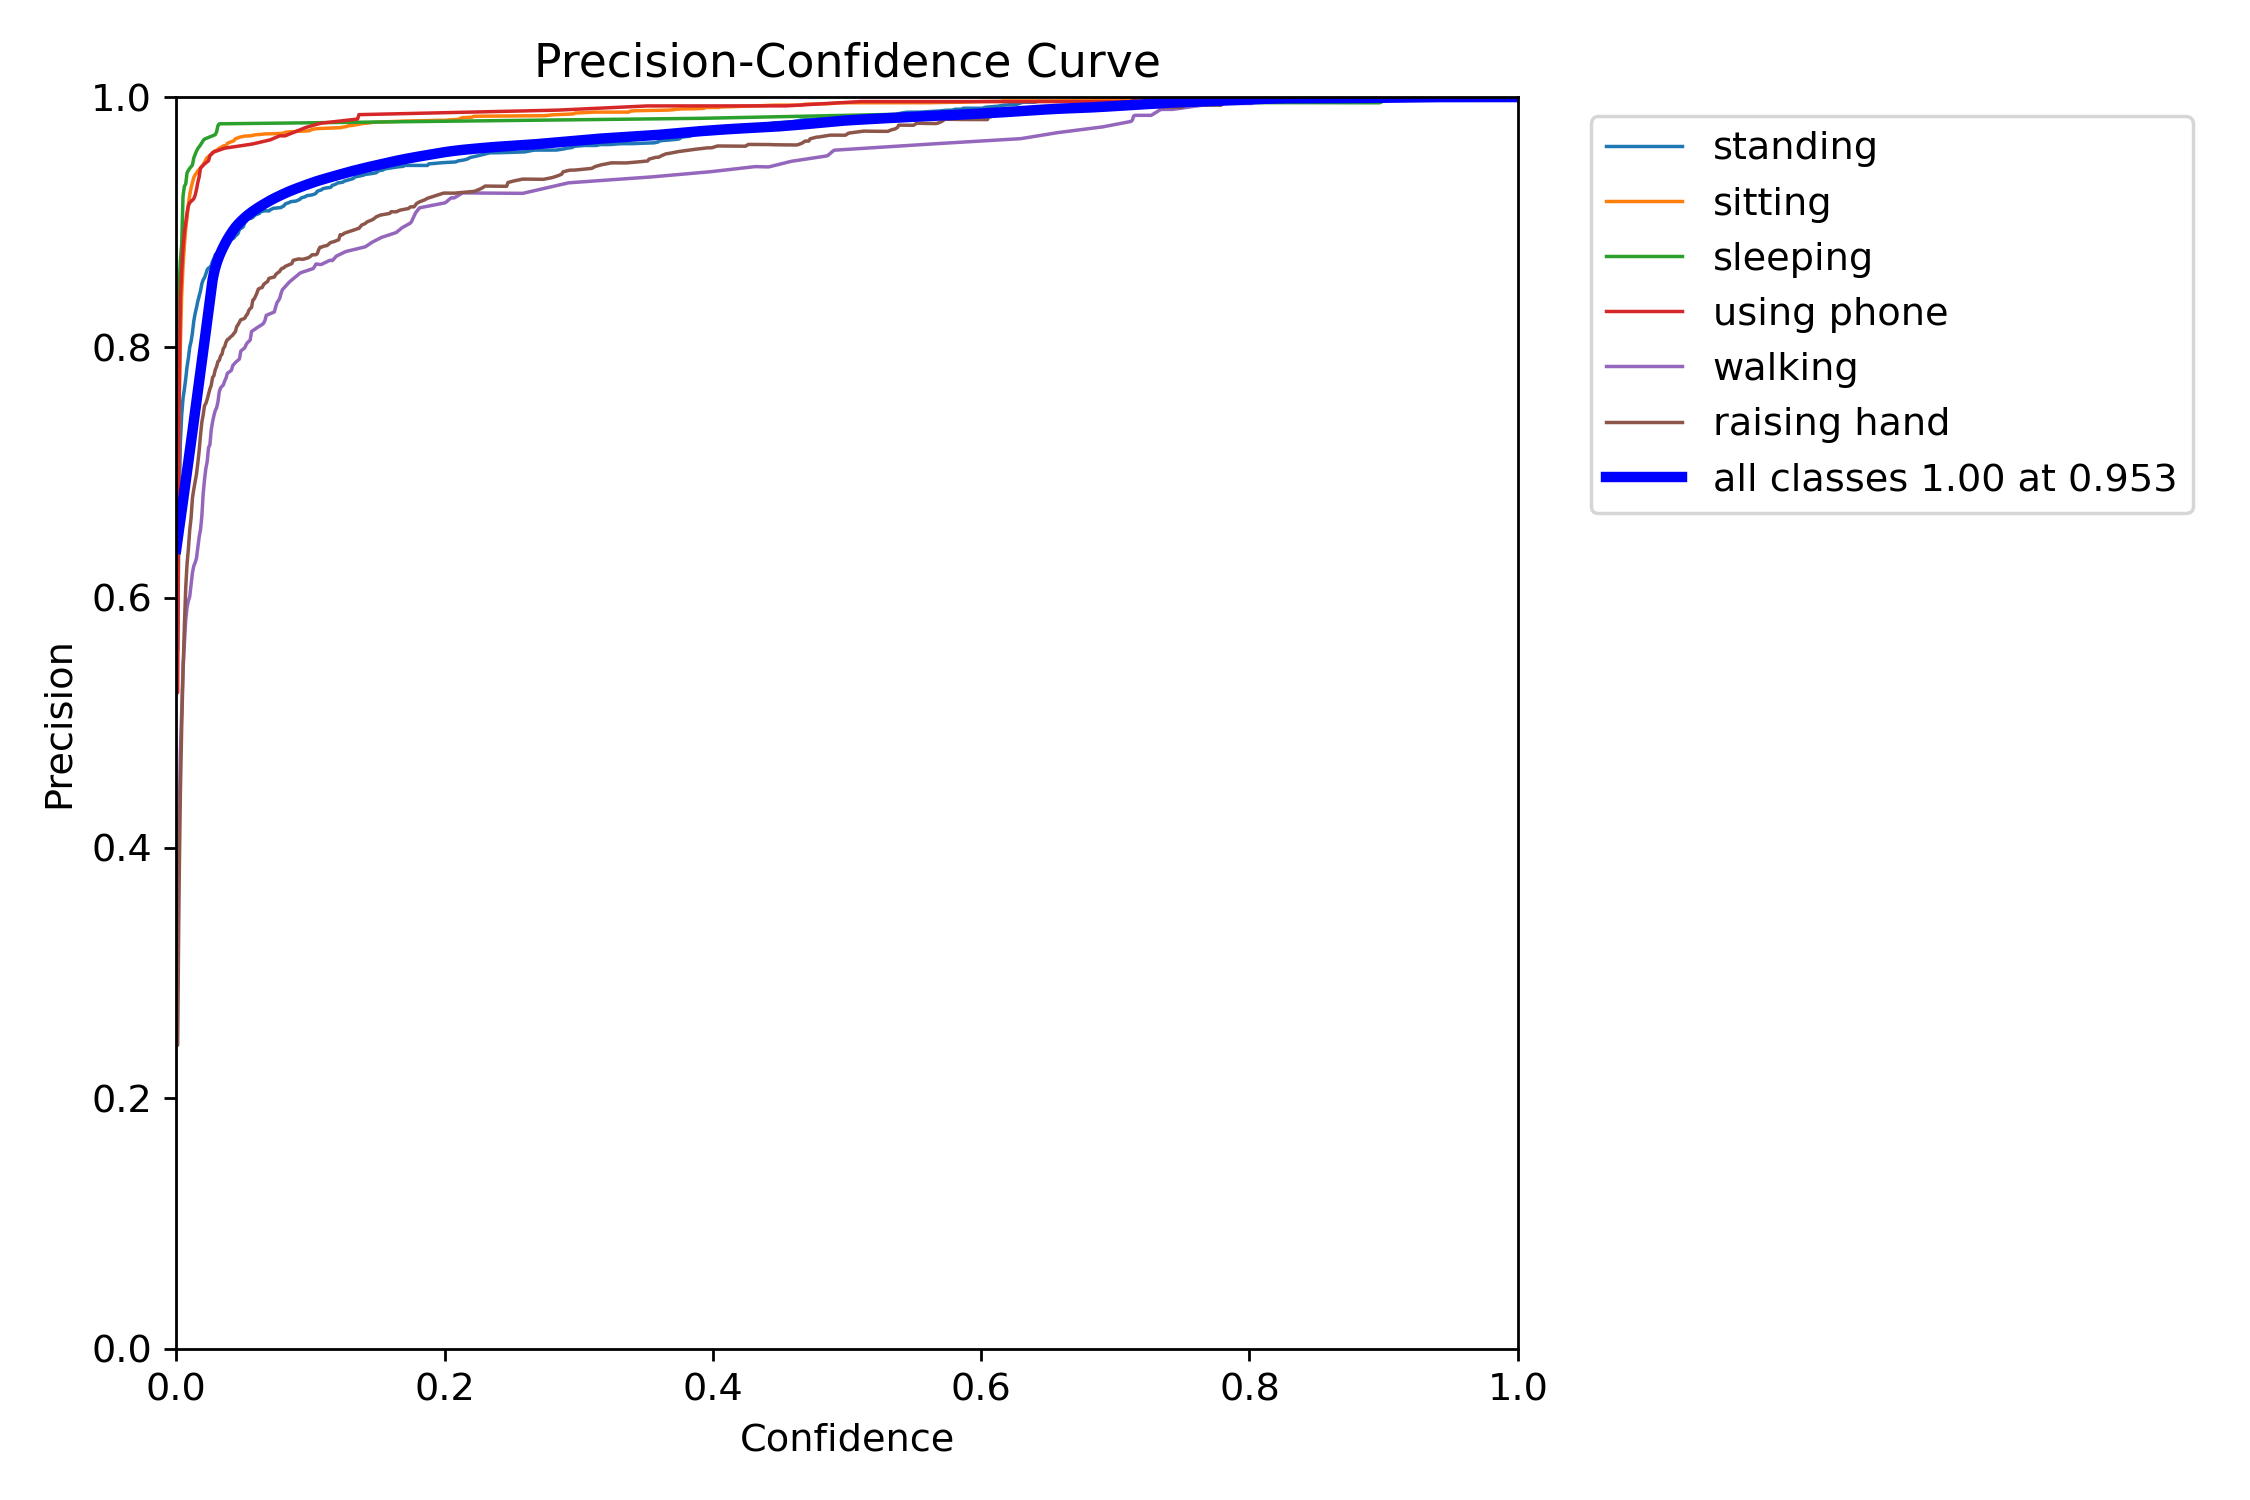 Precision-Confidence Curve
1.0
0.8
0.6
0.4
0.2
0.0
Precision
0.0 0.2 0.4 0.6 0.8 1.0
Confidence
standing
sitting
sleeping
using phone
walking
raising hand
all classes 1.00 at 0.953